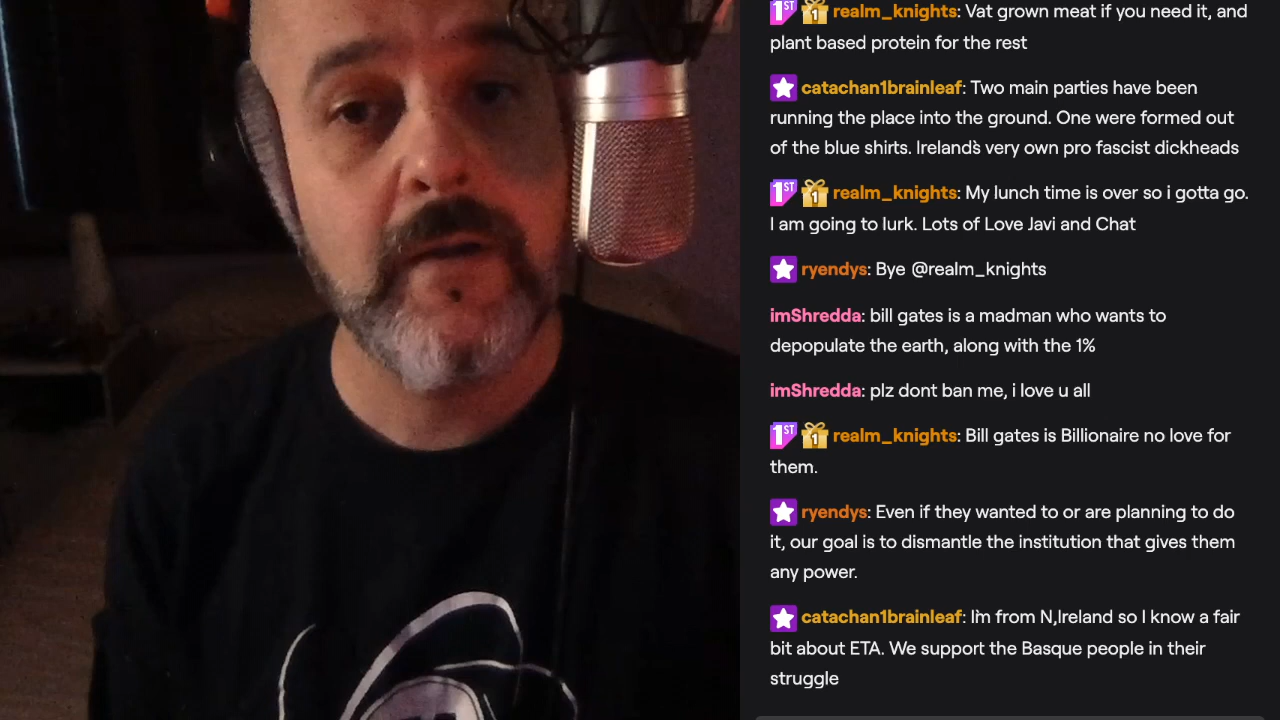 1ST 1 realm_knights: Vat grown meat if you need it, and
plant based protein for the rest
catachan1brainleaf: Two main parties have been
running the place into the ground. One were formed out
of the blue shirts. Ireland`s very own pro fascist dickheads
1ST 1 realm_knights: My lunch time is over so i gotta go.
I am going to lurk. Lots of Love Javi and Chat
ryendys: Bye @realm_knights
imShredda: bill gates is a madman who wants to
depopulate the earth, along with the 1%
imShredda: plz dont ban me, i love u all
1ST 1 realm_knights: Bill gates is Billionaire no love for
them.
ryendys: Even if they wanted to or are planning to do
it, our goal is to dismantle the institution that gives them
any power.
catachan1brainleaf: I`m from N,Ireland so I know a fair
bit about ETA. We support the Basque people in their
struggle